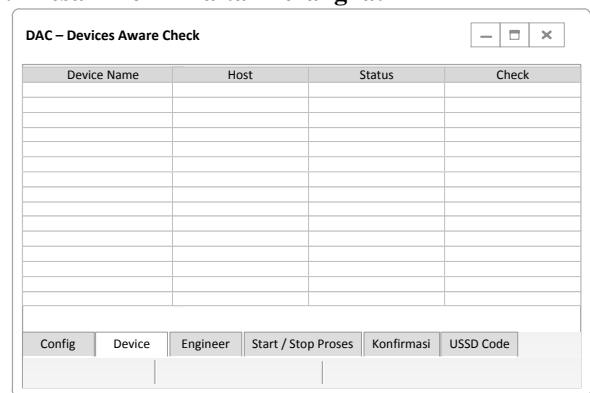 DAC – Devices Aware Check
Device Name Host Status Check
Config Device Engineer Start / Stop Proses Konfirmasi USSD Code